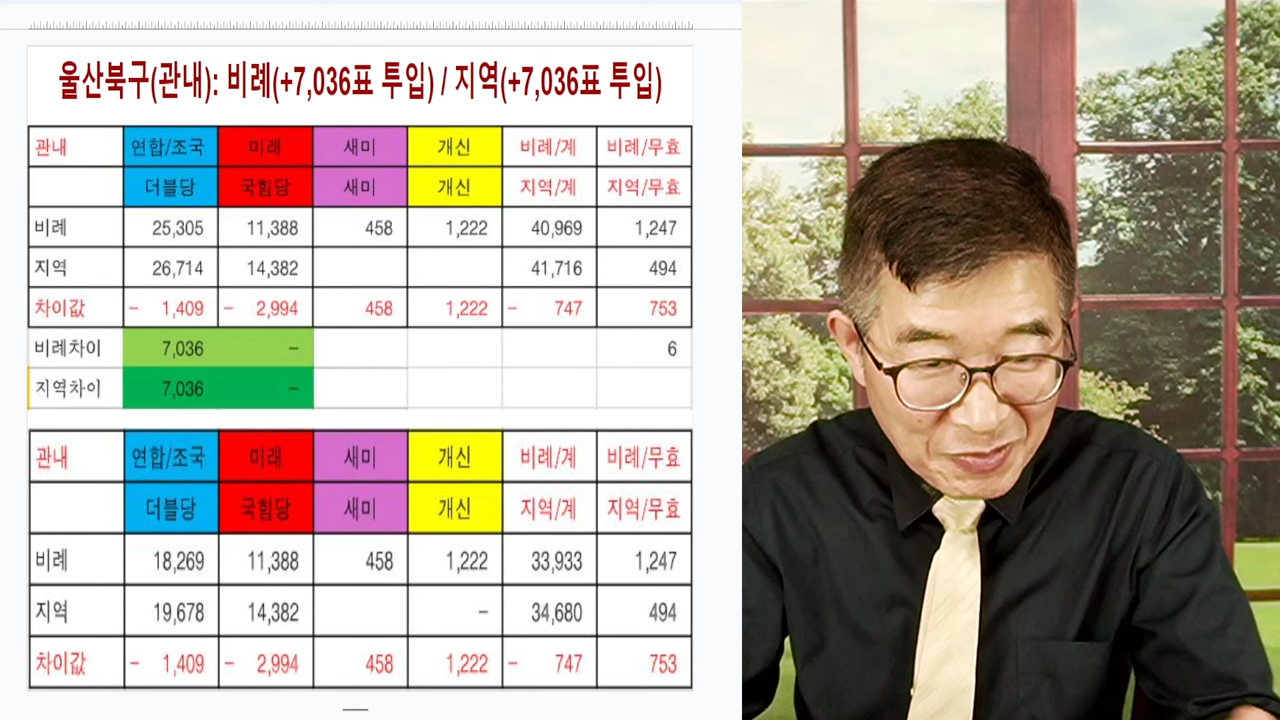 울산북구(관내): 비례(+7,036표 투입) / 지역(+7,036표 투입)
관내 연합/조국 미래 새미 개신 비례/계 비례/무효
더블당 국힘당 새미 개신 지역/계 지역/무효
비례 25,305 11,388 458 1,222 40,969 1,247
지역 26,714 14,382 41,716 494
차이값 - 1,409 - 2,994 458 1,222 - 747 753
비례차이 7,036 - 6
지역차이 7,036 -
관내 연합/조국 미래 새미 개신 비례/계 비례/무효
더블당 국힘당 새미 개신 지역/계 지역/무효
비례 18,269 11,388 458 1,222 33,933 1,247
지역 19,678 14,382 - 34,680 494
차이값 - 1,409 - 2,994 458 1,222 - 747 753